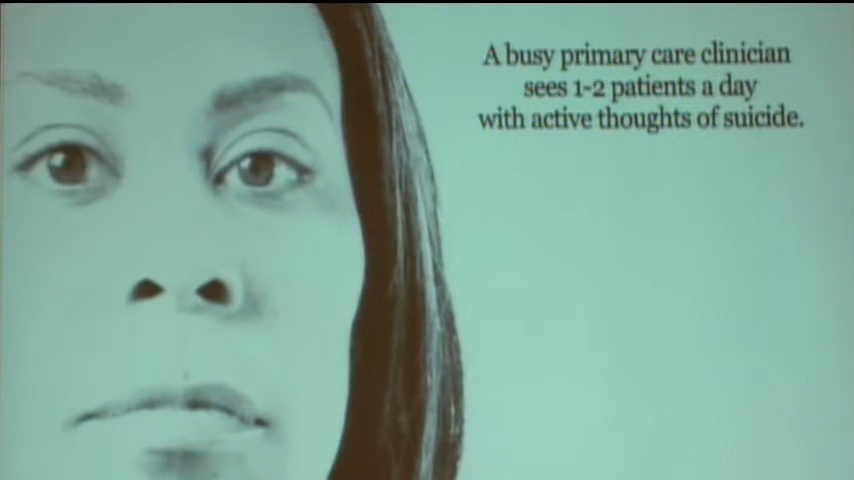 A busy primary care clinician
sees 1-2 patients a day
with active thoughts of suicide.